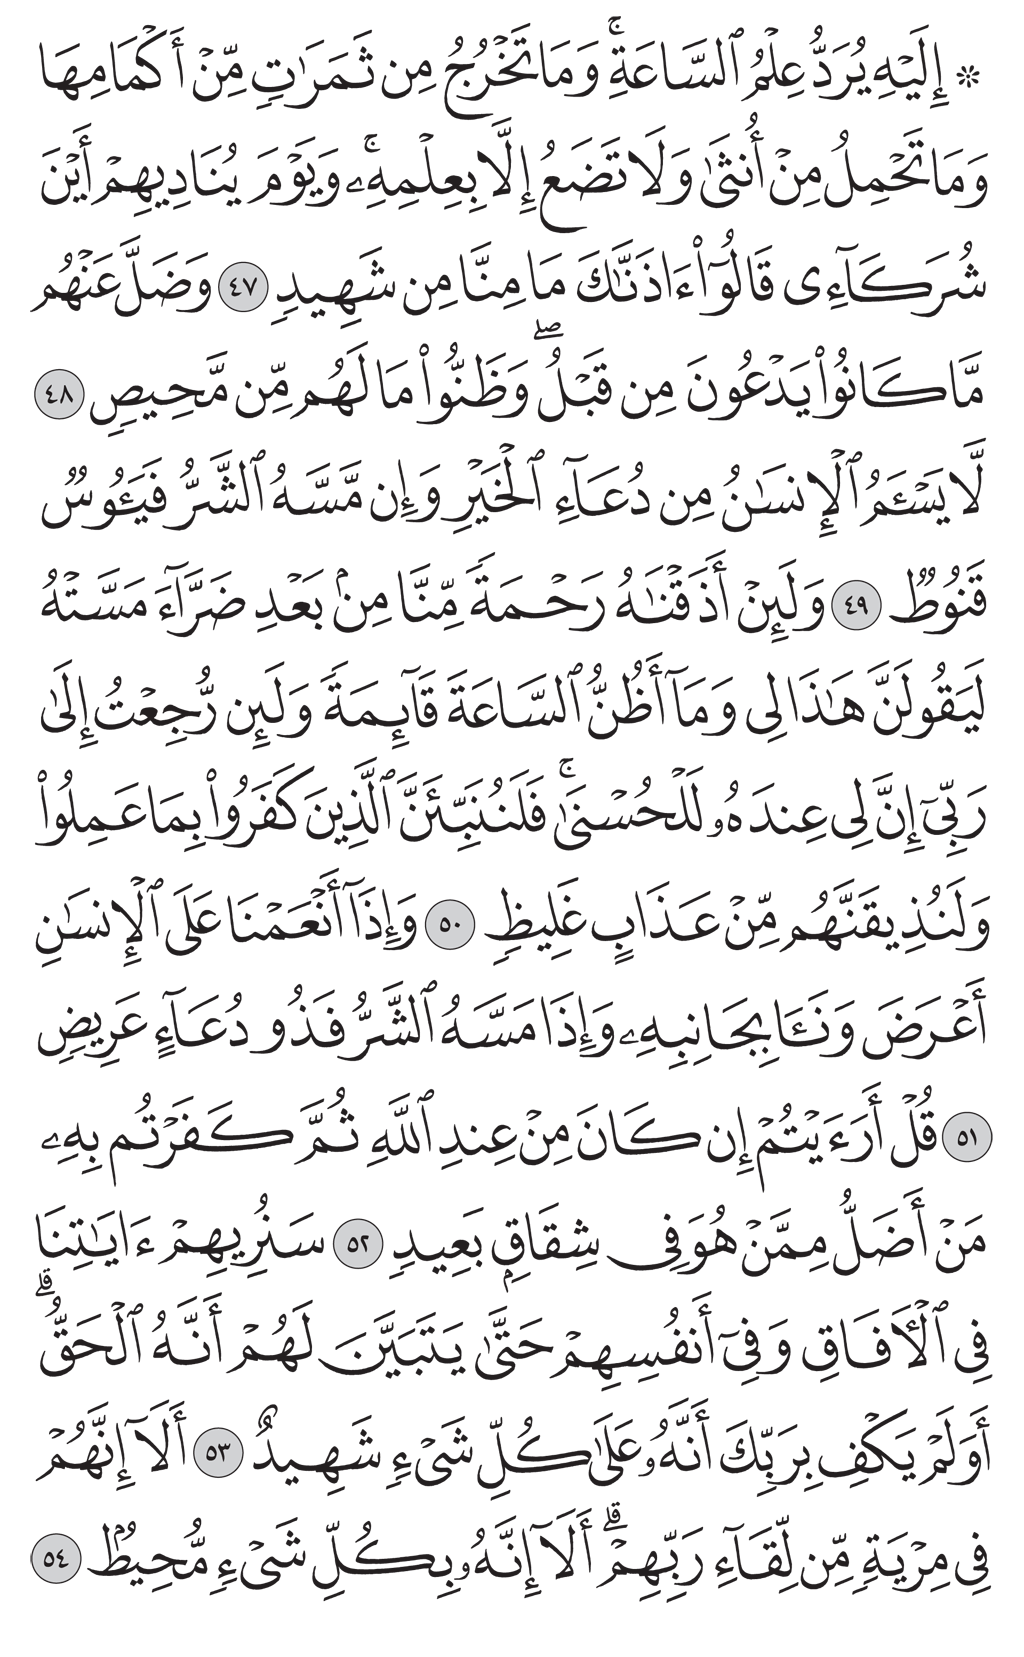 ۞ إِلَيۡهِ يُرَدُّ عِلۡمُ ٱلسَّاعَةِۚ وَمَا تَخۡرُجُ مِن ثَمَرَٰتٖ مِّنۡ أَكۡمَامِهَا
وَمَا تَحۡمِلُ مِنۡ أُنثَىٰ وَلَا تَضَعُ إِلَّا بِعِلۡمِهِۦۚ وَيَوۡمَ يُنَادِيهِمۡ أَيۡنَ
شُرَكَآءِي قَالُوٓاْ ءَاذَنَّٰكَ مَا مِنَّا مِن شَهِيدٖ ٤٧ وَضَلَّ عَنۡهُم
مَّا كَانُواْ يَدۡعُونَ مِن قَبۡلُۖ وَظَنُّواْ مَا لَهُم مِّن مَّحِيصٖ ٤٨
لَّا يَسۡـَٔمُ ٱلۡإِنسَٰنُ مِن دُعَآءِ ٱلۡخَيۡرِ وَإِن مَّسَّهُ ٱلشَّرُّ فَيَـُٔوسٞ
قَنُوطٞ ٤٩ وَلَئِنۡ أَذَقۡنَٰهُ رَحۡمَةٗ مِّنَّا مِنۢ بَعۡدِ ضَرَّآءَ مَسَّتۡهُ
لَيَقُولَنَّ هَٰذَا لِي وَمَآ أَظُنُّ ٱلسَّاعَةَ قَآئِمَةٗ وَلَئِن رُّجِعۡتُ إِلَىٰ
رَبِّيٓ إِنَّ لِي عِندَهُۥ لَلۡحُسۡنَىٰۚ فَلَنُنَبِّئَنَّ ٱلَّذِينَ كَفَرُواْ بِمَا عَمِلُواْ
وَلَنُذِيقَنَّهُم مِّنۡ عَذَابٍ غَلِيظٖ ٥٠ وَإِذَآ أَنۡعَمۡنَا عَلَى ٱلۡإِنسَٰنِ
أَعۡرَضَ وَنَـَٔا بِجَانِبِهِۦ وَإِذَا مَسَّهُ ٱلشَّرُّ فَذُو دُعَآءٍ عَرِيضٖ
٥١ قُلۡ أَرَءَيۡتُمۡ إِن كَانَ مِنۡ عِندِ ٱللَّهِ ثُمَّ كَفَرۡتُم بِهِۦ
مَنۡ أَضَلُّ مِمَّنۡ هُوَ فِي شِقَاقِۭ بَعِيدٖ ٥٢ سَنُرِيهِمۡ ءَايَٰتِنَا
فِي ٱلۡأٓفَاقِ وَفِيٓ أَنفُسِهِمۡ حَتَّىٰ يَتَبَيَّنَ لَهُمۡ أَنَّهُ ٱلۡحَقُّۗ
أَوَلَمۡ يَكۡفِ بِرَبِّكَ أَنَّهُۥ عَلَىٰ كُلِّ شَيۡءٖ شَهِيدٌ ٥٣ أَلَآ إِنَّهُمۡ
فِي مِرۡيَةٖ مِّن لِّقَآءِ رَبِّهِمۡۗ أَلَآ إِنَّهُۥ بِكُلِّ شَيۡءٖ مُّحِيطُۢ ٥٤